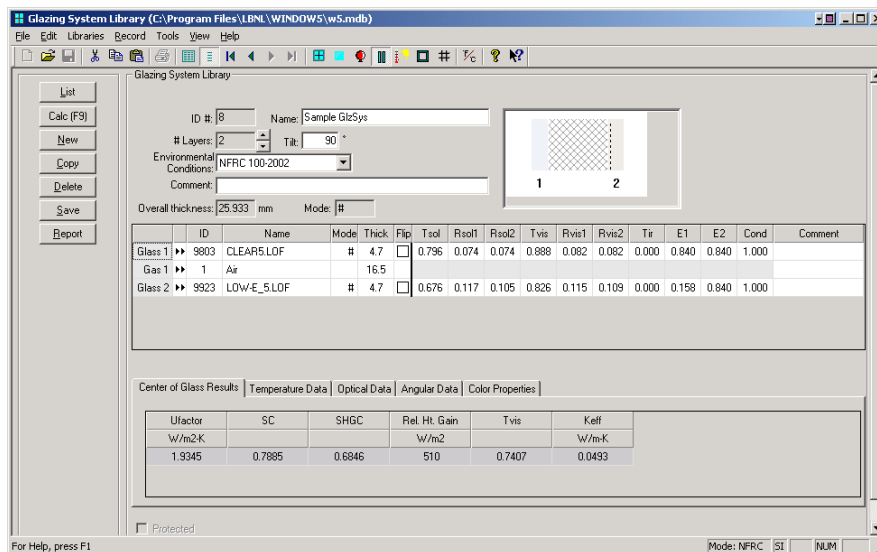 Glazing System Library (C:\Program Files\LBNL\WINDOW5\w5.mdb)
File Edit Libraries Record Tools View Help
Glazing System Library
List
Calc (F9)
New
Copy
Delete
Save
Report
ID #: 8 Name: Sample GlzSys
# Layers: 2 Tilt: 90 °
Environmental
Conditions: NFRC 100-2002
Comment:
Overall thickness: 25.933 mm Mode: #
1 2
ID Name Mode Thick Flip Tsol Rsol1 Rsol2 Tvis Rvis1 Rvis2 Tir E1 E2 Cond Comment
Glass 1 9803 CLEAR5.LOF # 4.7 0.796 0.074 0.074 0.888 0.082 0.082 0.000 0.840 0.840 1.000
Gas 1 1 Air 16.5
Glass 2 9923 LOW-E_5.LOF # 4.7 0.676 0.117 0.105 0.826 0.115 0.109 0.000 0.158 0.840 1.000
Center of Glass Results Temperature Data Optical Data Angular Data Color Properties
Ufactor SC SHGC Rel. Ht. Gain Tvis Keff
W/m2-K W/m2 W/m-K
1.9345 0.7885 0.6846 510 0.7407 0.0493
Protected
For Help, press F1 Mode: NFRC SI NUM